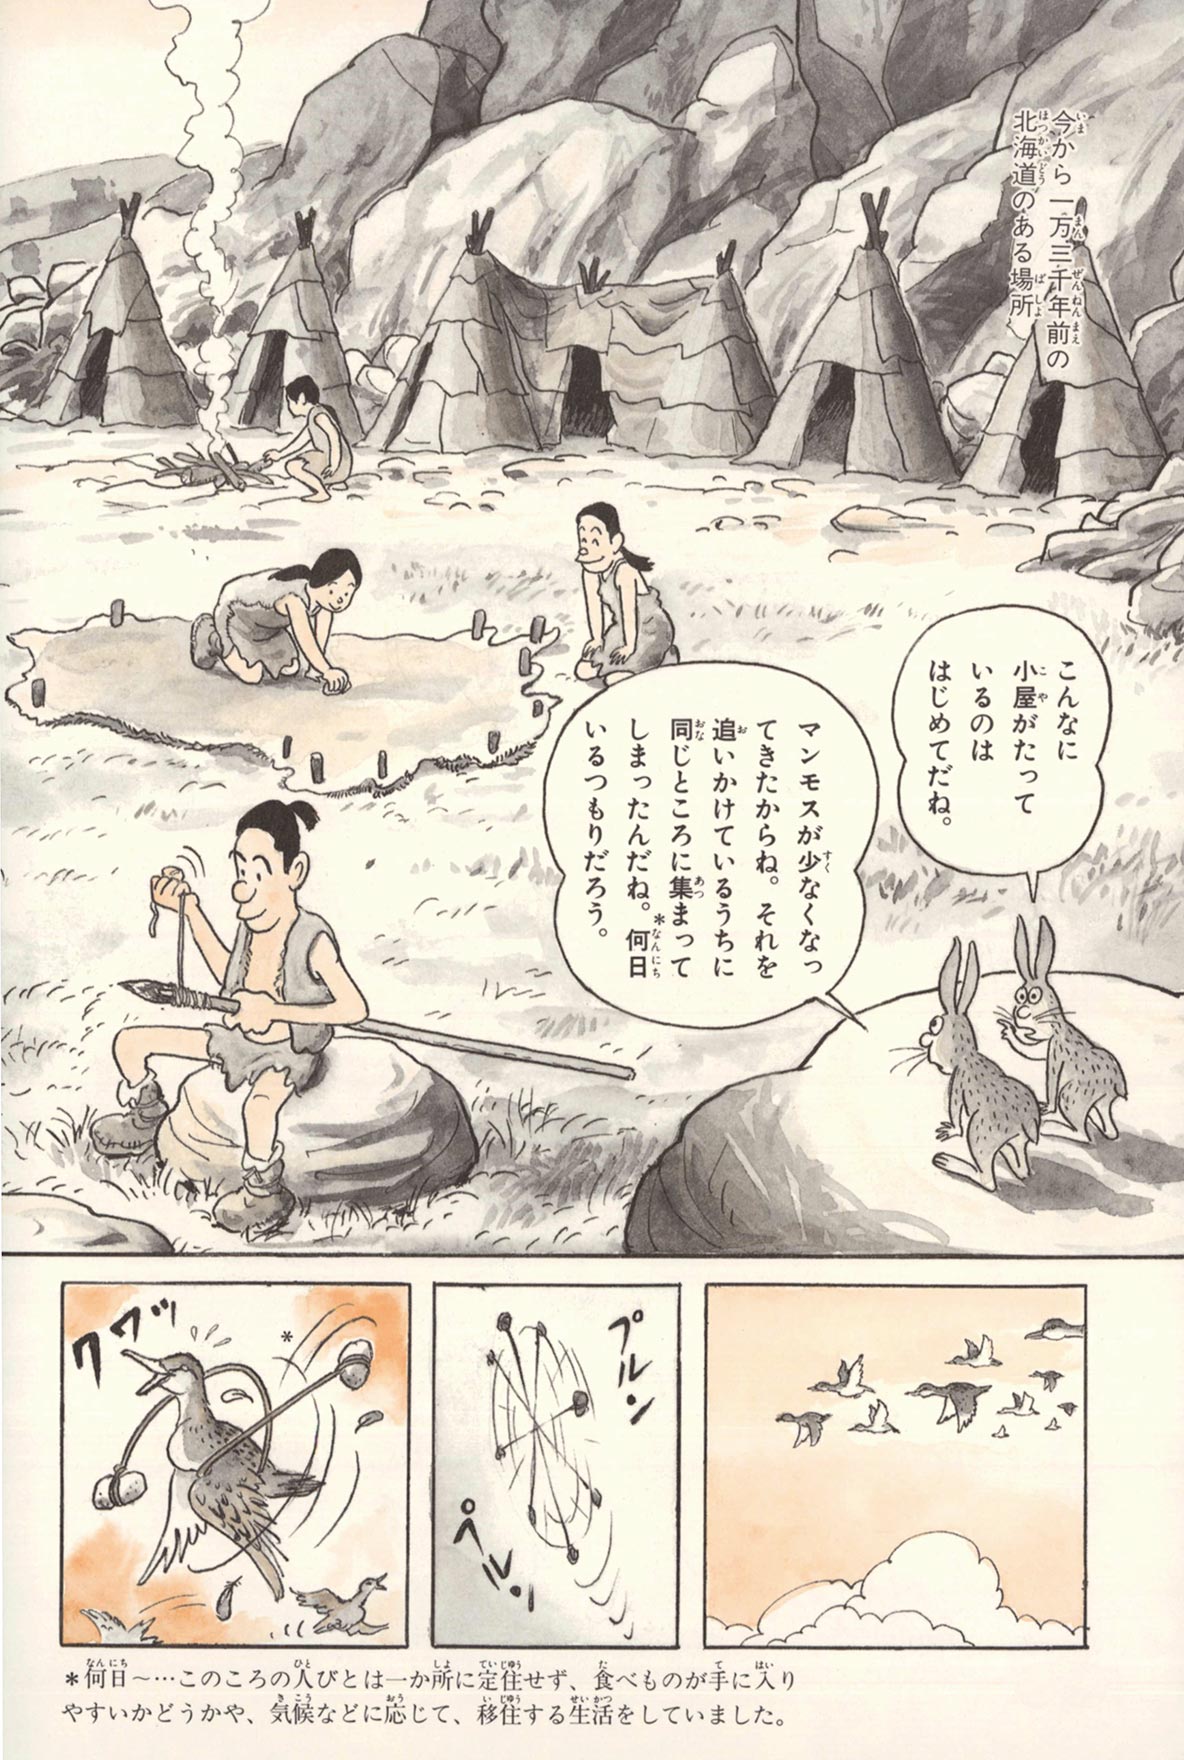 今から一万三千年前の
北海道のある場所
こんなに
小屋がたって
いるのは
はじめてだね。
マンモスが少なくなっ
てきたからね。それを
追いかけているうちに
同じところに集まって
しまったんだね。*何日
いるつもりだろう。
プルン
プルン
クワッ
*
*何日〜…このころの人びとは一か所に定住せず、食べものが手に入り
やすいかどうかや、気候などに応じて、移住する生活をしていました。